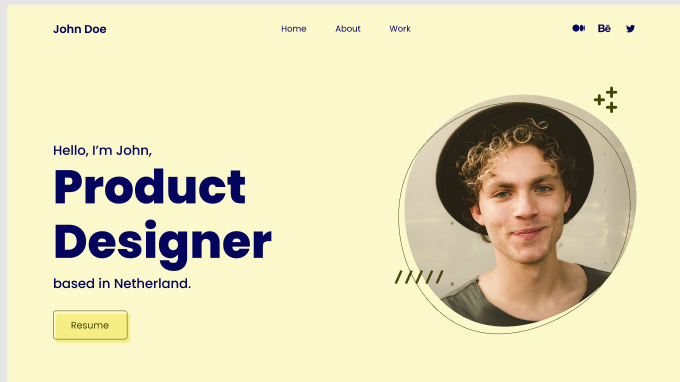 John Doe
Home About Work
Bē
Hello, I'm John,
Product
Designer
based in Netherland.
Resume